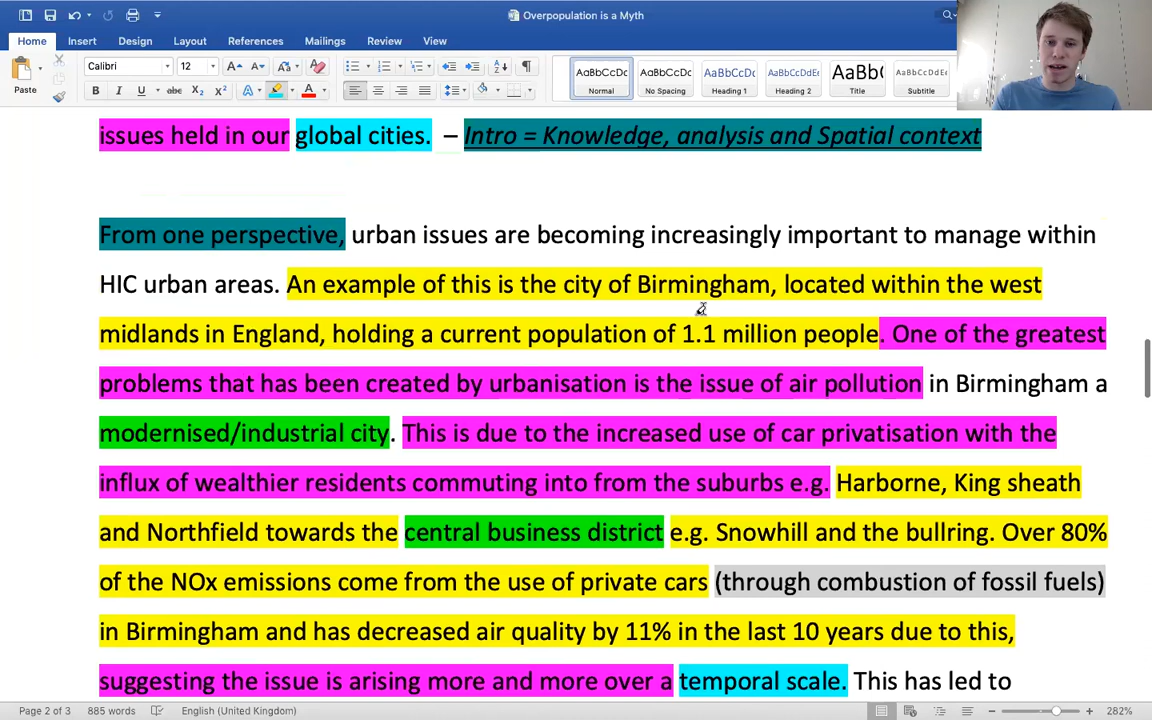 Overpopulation is a Myth
Home Insert Design Layout References Mailings Review View
Calibri 12
Paste
AaBbCcDc AaBbCcDc AaBbCcDc AaBbCcDdEe AaBb( AaBbCcDdEe
Normal No Spacing Heading 1 Heading 2 Title Subtitle
issues held in our global cities. – Intro = Knowledge, analysis and Spatial context
From one perspective, urban issues are becoming increasingly important to manage within
HIC urban areas. An example of this is the city of Birmingham, located within the west
midlands in England, holding a current population of 1.1 million people. One of the greatest
problems that has been created by urbanisation is the issue of air pollution in Birmingham a
modernised/industrial city. This is due to the increased use of car privatisation with the
influx of wealthier residents commuting into from the suburbs e.g. Harborne, King sheath
and Northfield towards the central business district e.g. Snowhill and the bullring. Over 80%
of the NOx emissions come from the use of private cars (through combustion of fossil fuels)
in Birmingham and has decreased air quality by 11% in the last 10 years due to this,
suggesting the issue is arising more and more over a temporal scale. This has led to
Page 2 of 3 885 words English (United Kingdom) 282%